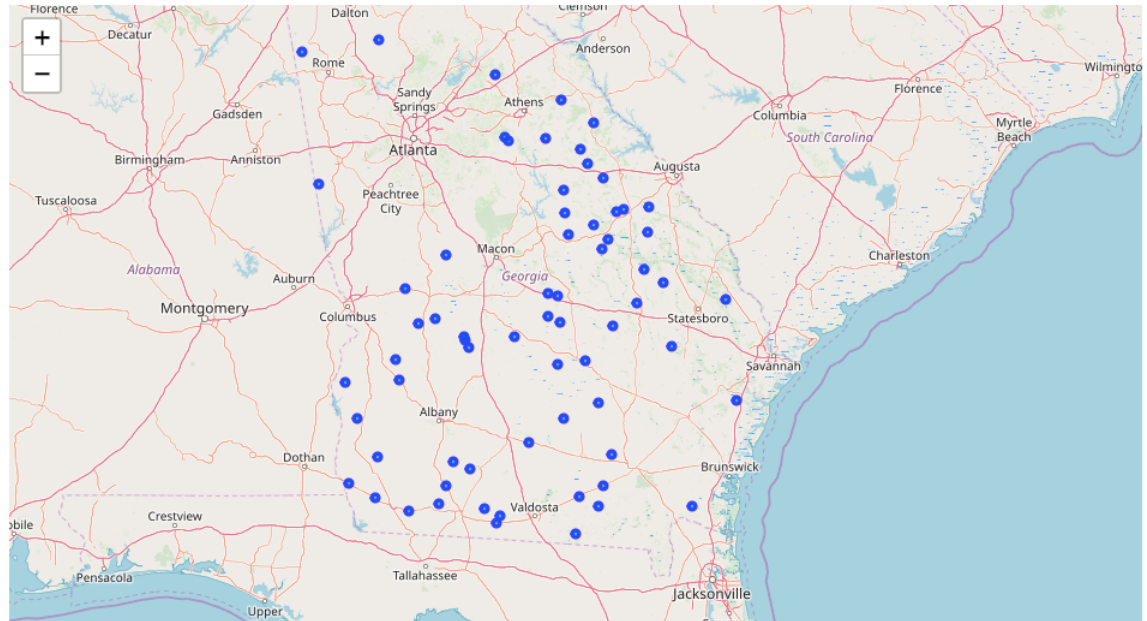 Florence
Dalton
Clemson
+
Decatur
Anderson
Rome
−
Wilmingto
Sandy
Springs
Athens
Florence
Gadsden
Columbia
Myrtle
Beach
South Carolina
Atlanta
Birmingham
Anniston
Augusta
Peachtree
City
Tuscaloosa
Macon
Charleston
Alabama
Georgia
Auburn
Montgomery
Columbus
Statesboro
Savannah
Albany
Dothan
Brunswick
Valdosta
Crestview
obile
Pensacola
Tallahassee
Jacksonville
Upper